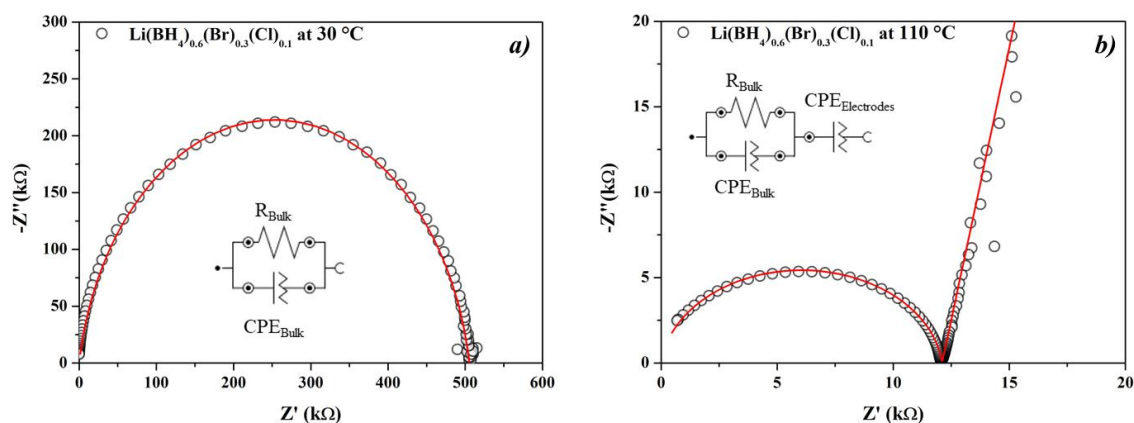 Li(BH4)0.6(Br)0.3(Cl)0.1 at 30 °C
a)
300
250
200
150
100
50
0
-Z''(kΩ)
RBulk
CPEBulk
0 100 200 300 400 500 600
Z' (kΩ)
Li(BH4)0.6(Br)0.3(Cl)0.1 at 110 °C
b)
20
15
10
5
0
-Z''(kΩ)
RBulk
CPEElectrodes
CPEBulk
0 5 10 15 20
Z' (kΩ)